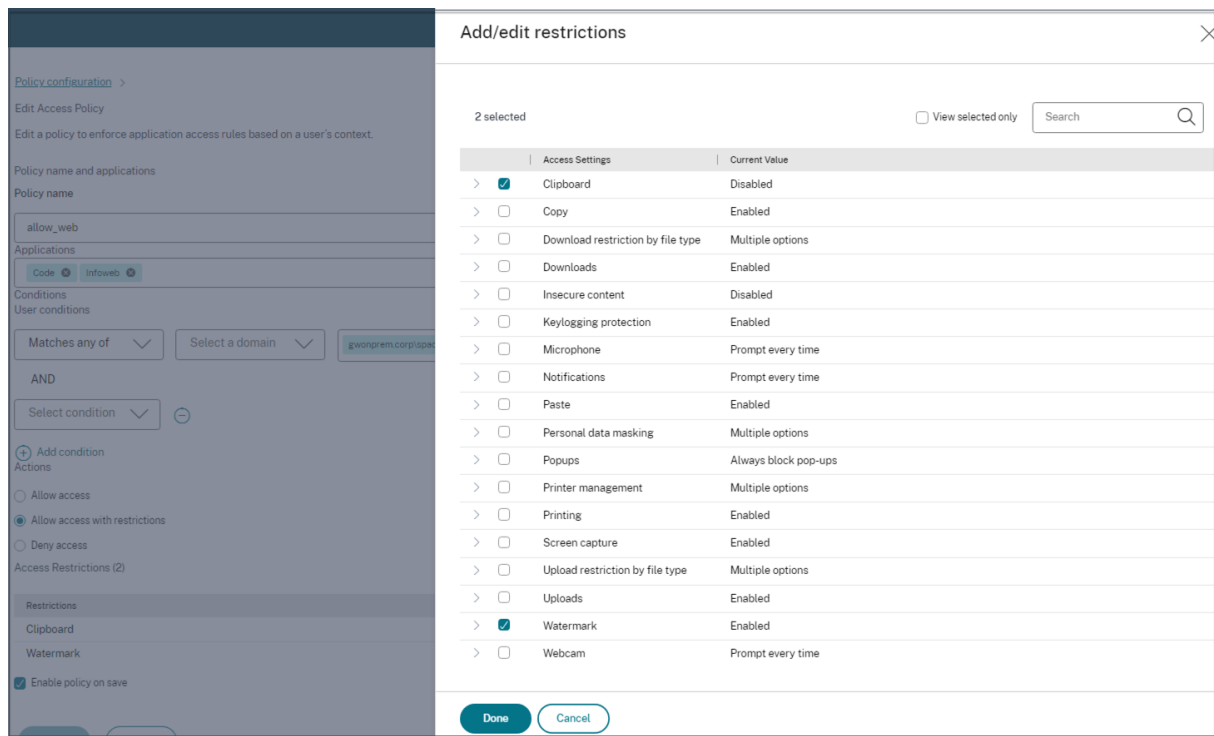 Policy configuration >
Edit Access Policy
Edit a policy to enforce application access rules based on a user's context.
Policy name and applications
Policy name
allow_web
Applications
Code Infoweb
Conditions
User conditions
Matches any of Select a domain gwonprem.corp\spac
AND
Select condition
Add condition
Actions
Allow access
Allow access with restrictions
Deny access
Access Restrictions (2)
Restrictions
Clipboard
Watermark
Enable policy on save
Add/edit restrictions
2 selected View selected only Search
Access Settings Current Value
Clipboard Disabled
Copy Enabled
Download restriction by file type Multiple options
Downloads Enabled
Insecure content Disabled
Keylogging protection Enabled
Microphone Prompt every time
Notifications Prompt every time
Paste Enabled
Personal data masking Multiple options
Popups Always block pop-ups
Printer management Multiple options
Printing Enabled
Screen capture Enabled
Upload restriction by file type Multiple options
Uploads Enabled
Watermark Enabled
Webcam Prompt every time
Done Cancel